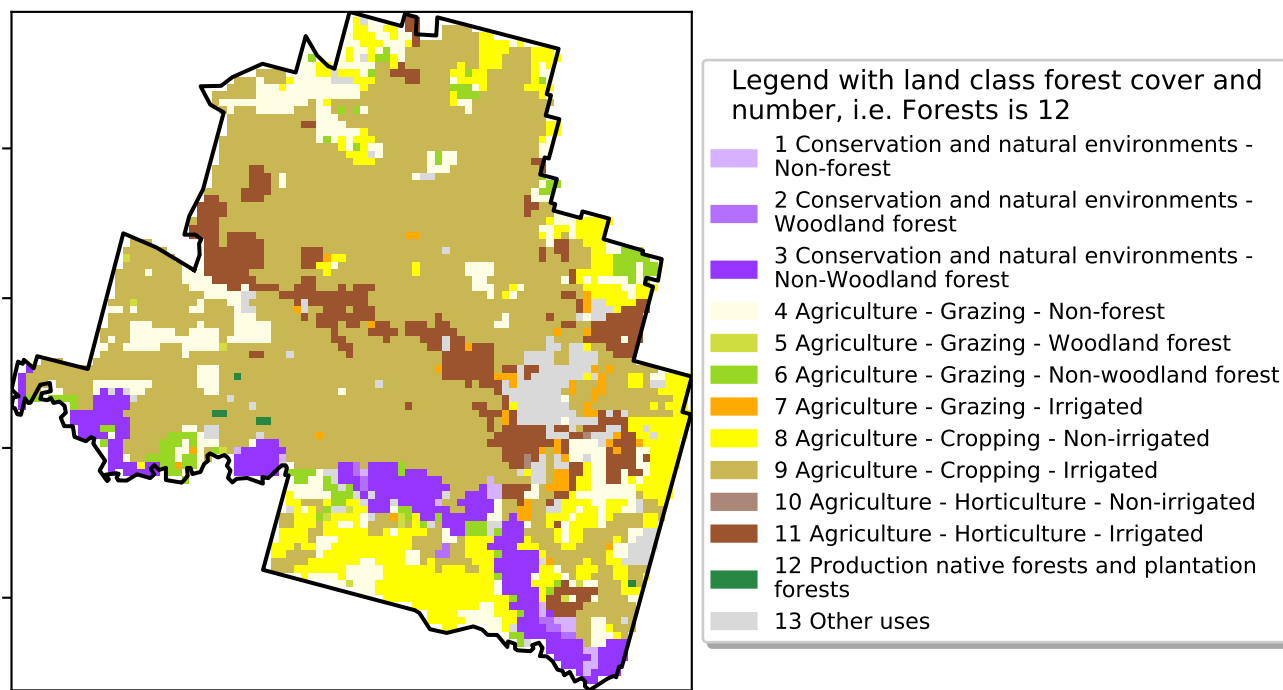 Legend with land class forest cover and
number, i.e. Forests is 12
1 Conservation and natural environments -
Non-forest
2 Conservation and natural environments -
Woodland forest
3 Conservation and natural environments -
Non-Woodland forest
4 Agriculture - Grazing - Non-forest
5 Agriculture - Grazing - Woodland forest
6 Agriculture - Grazing - Non-woodland forest
7 Agriculture - Grazing - Irrigated
8 Agriculture - Cropping - Non-irrigated
9 Agriculture - Cropping - Irrigated
10 Agriculture - Horticulture - Non-irrigated
11 Agriculture - Horticulture - Irrigated
12 Production native forests and plantation
forests
13 Other uses